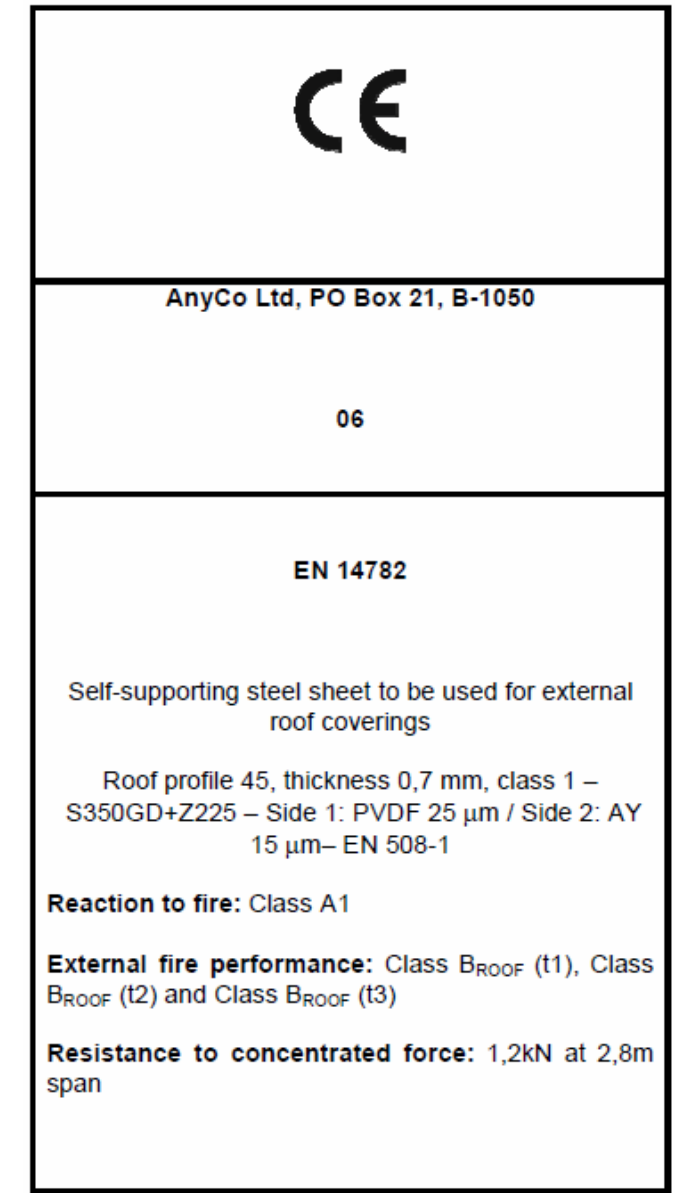 CE
AnyCo Ltd, PO Box 21, B-1050
06
EN 14782
Self-supporting steel sheet to be used for external
roof coverings
Roof profile 45, thickness 0,7 mm, class 1 –
S350GD+Z225 – Side 1: PVDF 25 μm / Side 2: AY
15 μm– EN 508-1
Reaction to fire: Class A1
External fire performance: Class BROOF (t1), Class
BROOF (t2) and Class BROOF (t3)
Resistance to concentrated force: 1,2kN at 2,8m
span